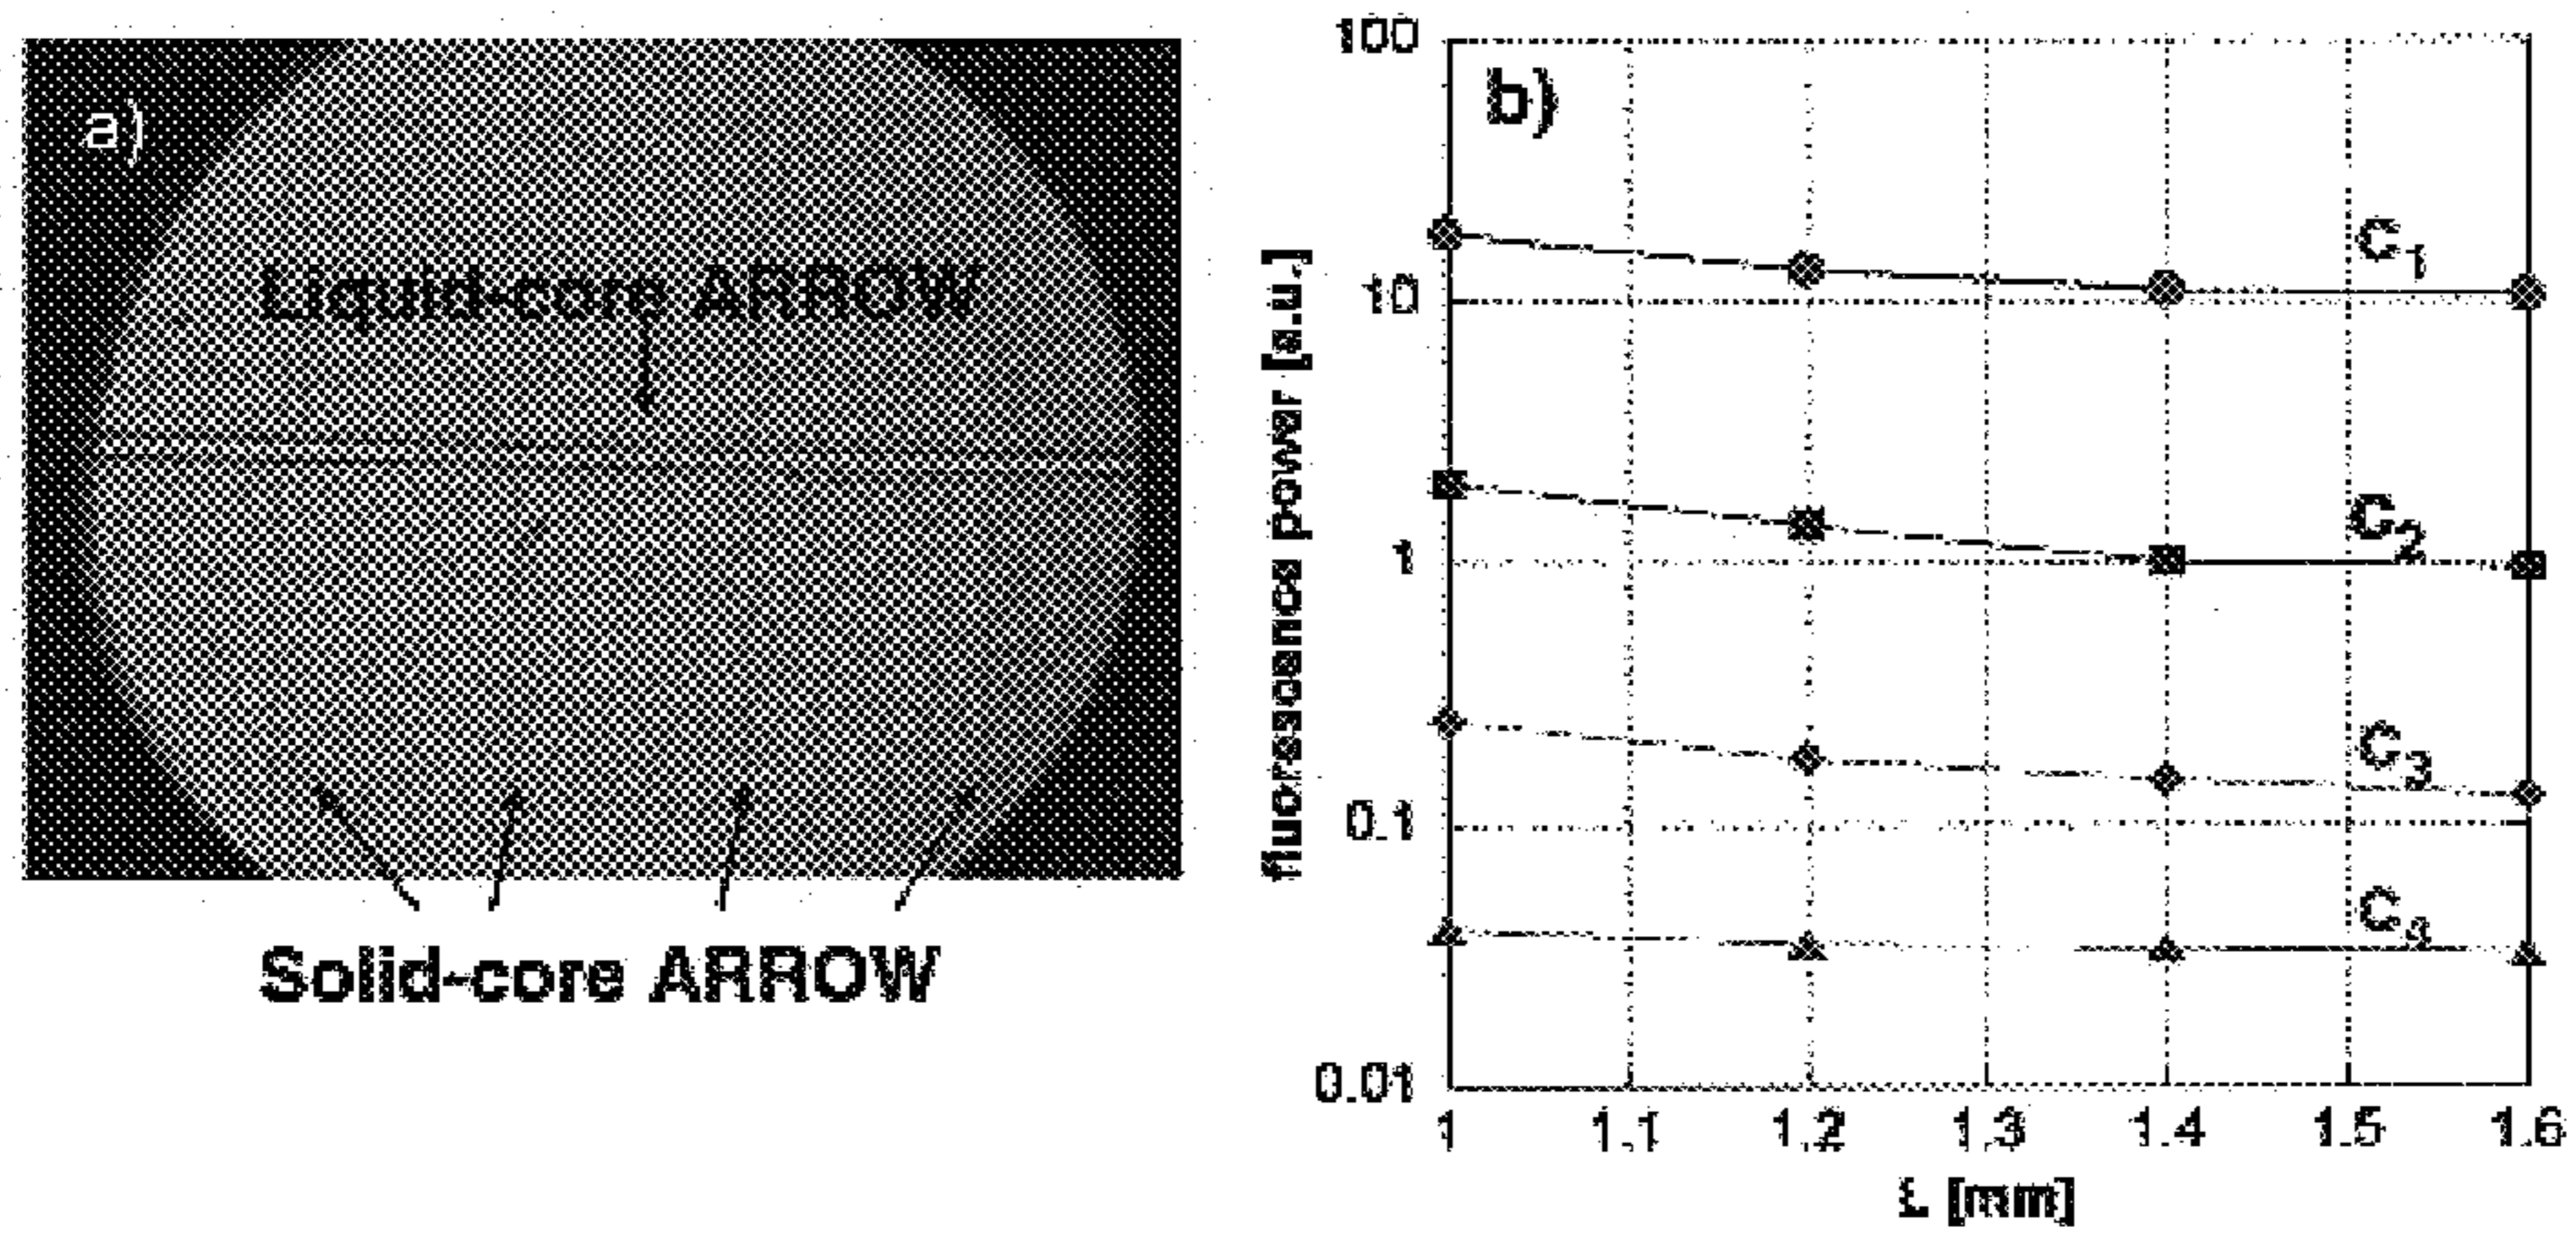 a)
Liquid-core ARROW
Solid-core ARROW
b)
fluorescence power [a.u.]
100
10
1
0.1
0.01
C1
C2
C3
C4
1 1.1 1.2 1.3 1.4 1.5 1.6
L [mm]